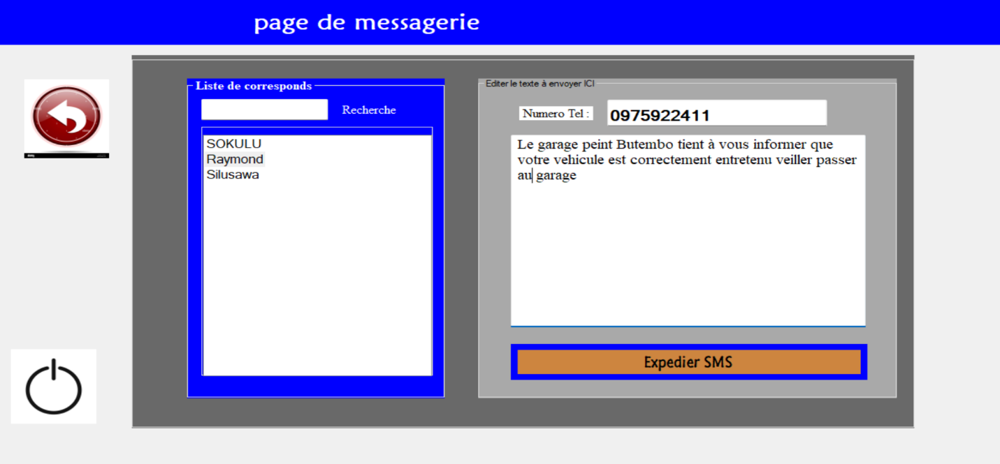 page de messagerie
Liste de corresponds
Recherche
SOKULU
Raymond
Silusawa
Editer le texte à envoyer ICI
Numero Tel :
0975922411
Le garage peint Butembo tient à vous informer que
votre vehicule est correctement entretenu veiller passer
au garage
Expedier SMS